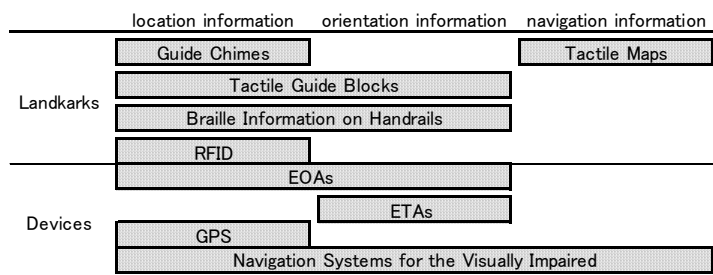 location information orientation information navigation information
Guide Chimes Tactile Maps
Tactile Guide Blocks
Landkarks
Braille Information on Handrails
RFID
EOAs
ETAs
Devices
GPS
Navigation Systems for the Visually Impaired